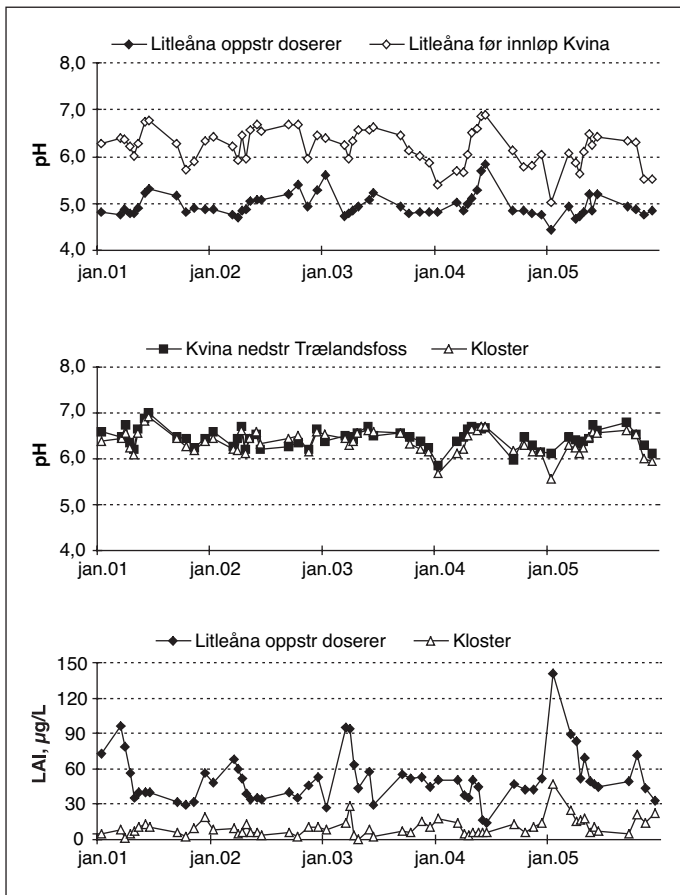 Litleåna oppstr doserer Litleåna før innløp Kvina
8,0
7,0
6,0
5,0
4,0
pH
jan.01 jan.02 jan.03 jan.04 jan.05
Kvina nedstr Trælandsfoss Kloster
8,0
7,0
6,0
5,0
4,0
pH
jan.01 jan.02 jan.03 jan.04 jan.05
Litleåna oppstr doserer Kloster
150
120
90
60
30
0
LAl, µg/L
jan.01 jan.02 jan.03 jan.04 jan.05